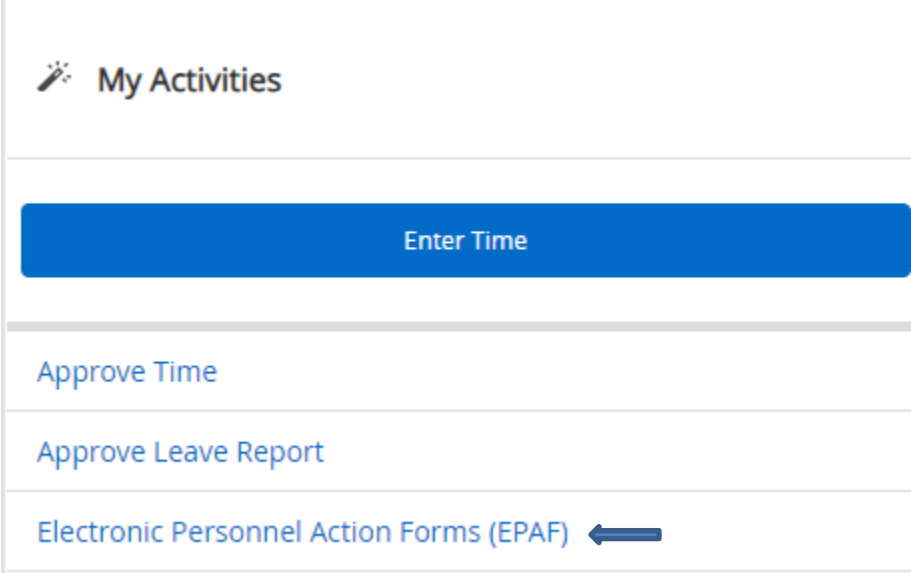 My Activities
Enter Time
Approve Time
Approve Leave Report
Electronic Personnel Action Forms (EPAF)